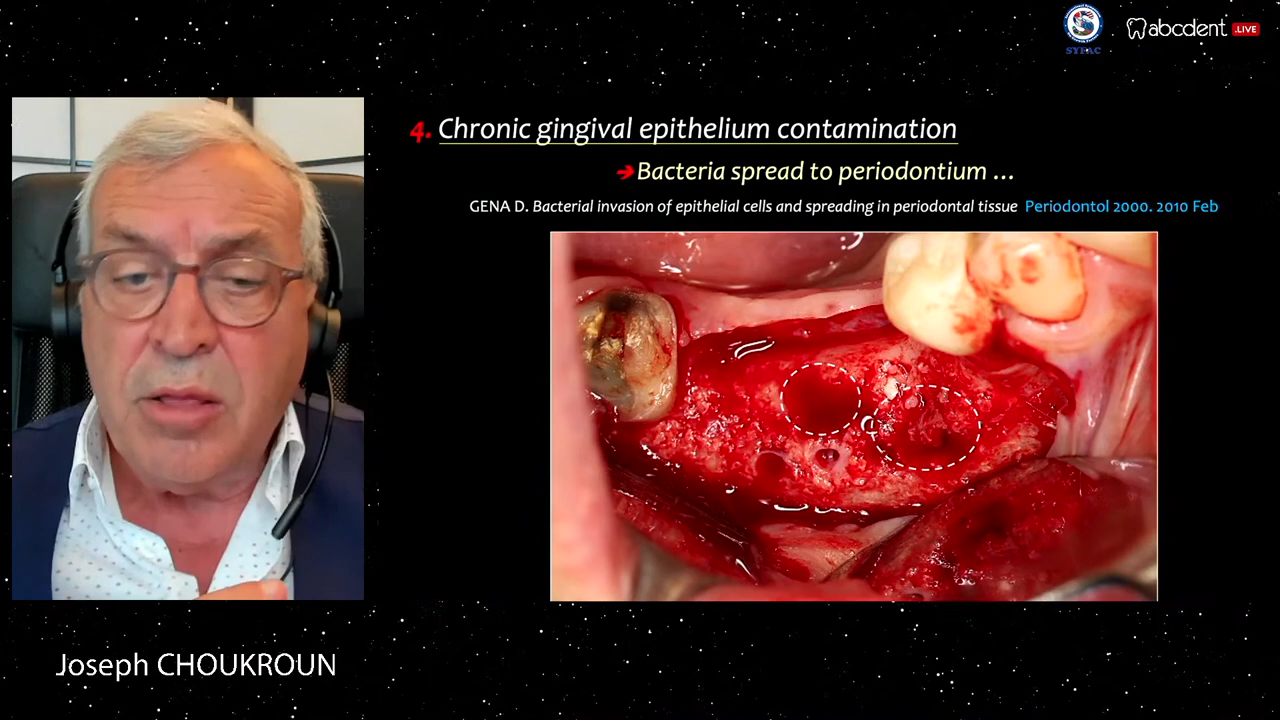 SYFAC
abcdent .LIVE
4. Chronic gingival epithelium contamination
➔ Bacteria spread to periodontium ...
GENA D. Bacterial invasion of epithelial cells and spreading in periodontal tissue Periodontol 2000. 2010 Feb
Joseph CHOUKROUN